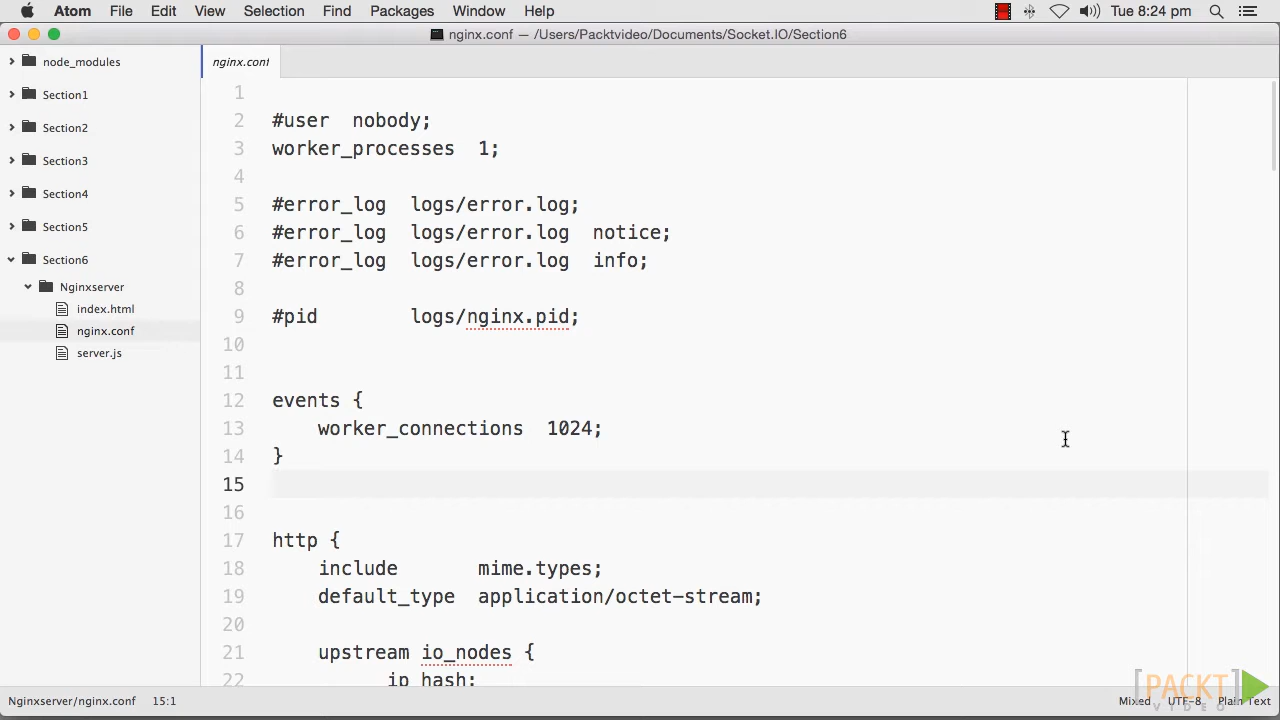 Atom File Edit View Selection Find Packages Window Help Tue 8:24 pm
nginx.conf — /Users/Packtvideo/Documents/Socket.IO/Section6
node_modules
Section1
Section2
Section3
Section4
Section5
Section6
Nginxserver
index.html
nginx.conf
server.js
nginx.conf
1
2 #user  nobody;
3 worker_processes  1;
4
5 #error_log  logs/error.log;
6 #error_log  logs/error.log  notice;
7 #error_log  logs/error.log  info;
8
9 #pid        logs/nginx.pid;
10
11
12 events {
13     worker_connections  1024;
14 }
15
16
17 http {
18     include       mime.types;
19     default_type  application/octet-stream;
20
21     upstream io_nodes {
22           ip_hash;
Nginxserver/nginx.conf 15:1 Mixed UTF-8 Plain Text
[PACKT]
VIDEO